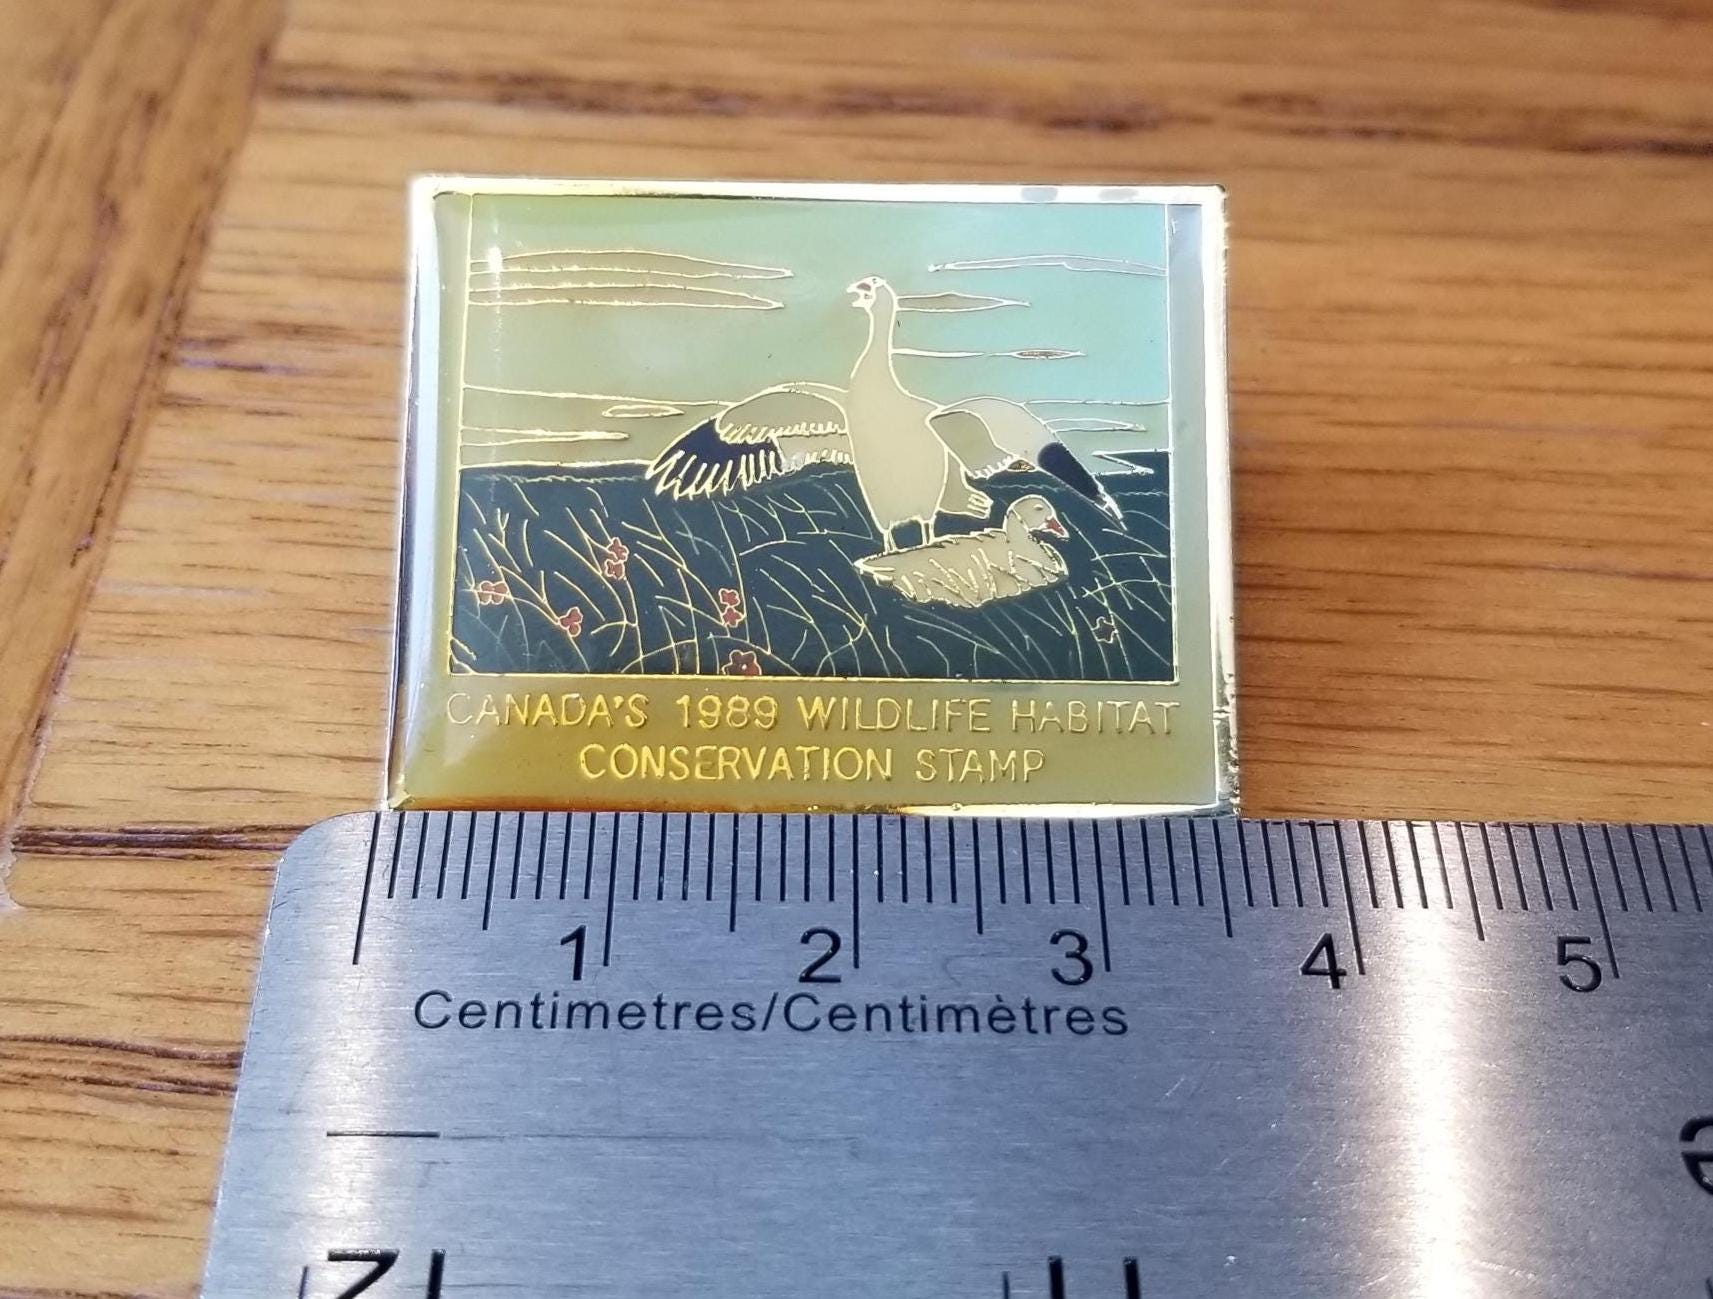 CANADA'S 1989 WILDLIFE HABITAT
CONSERVATION STAMP
1 2 3 4 5
Centimetres/Centimètres